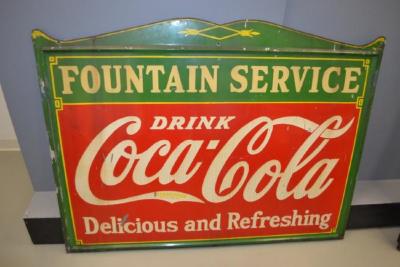 FOUNTAIN SERVICE
DRINK
Coca-Cola
Delicious and Refreshing